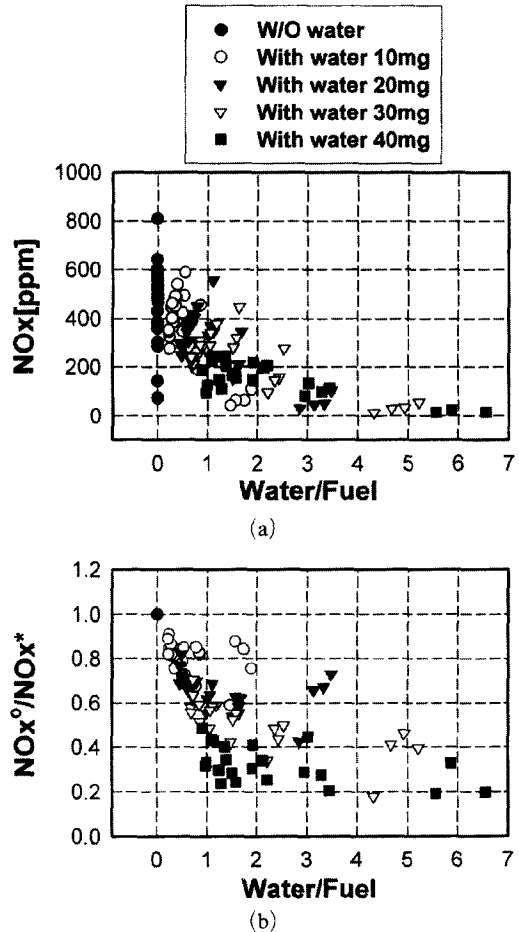 W/O water
With water 10mg
With water 20mg
With water 30mg
With water 40mg
1000
800
600
400
200
0
NOx[ppm]
0 1 2 3 4 5 6 7
Water/Fuel
(a)
1.2
1.0
0.8
0.6
0.4
0.2
0.0
NOx⁰/NOx*
0 1 2 3 4 5 6 7
Water/Fuel
(b)